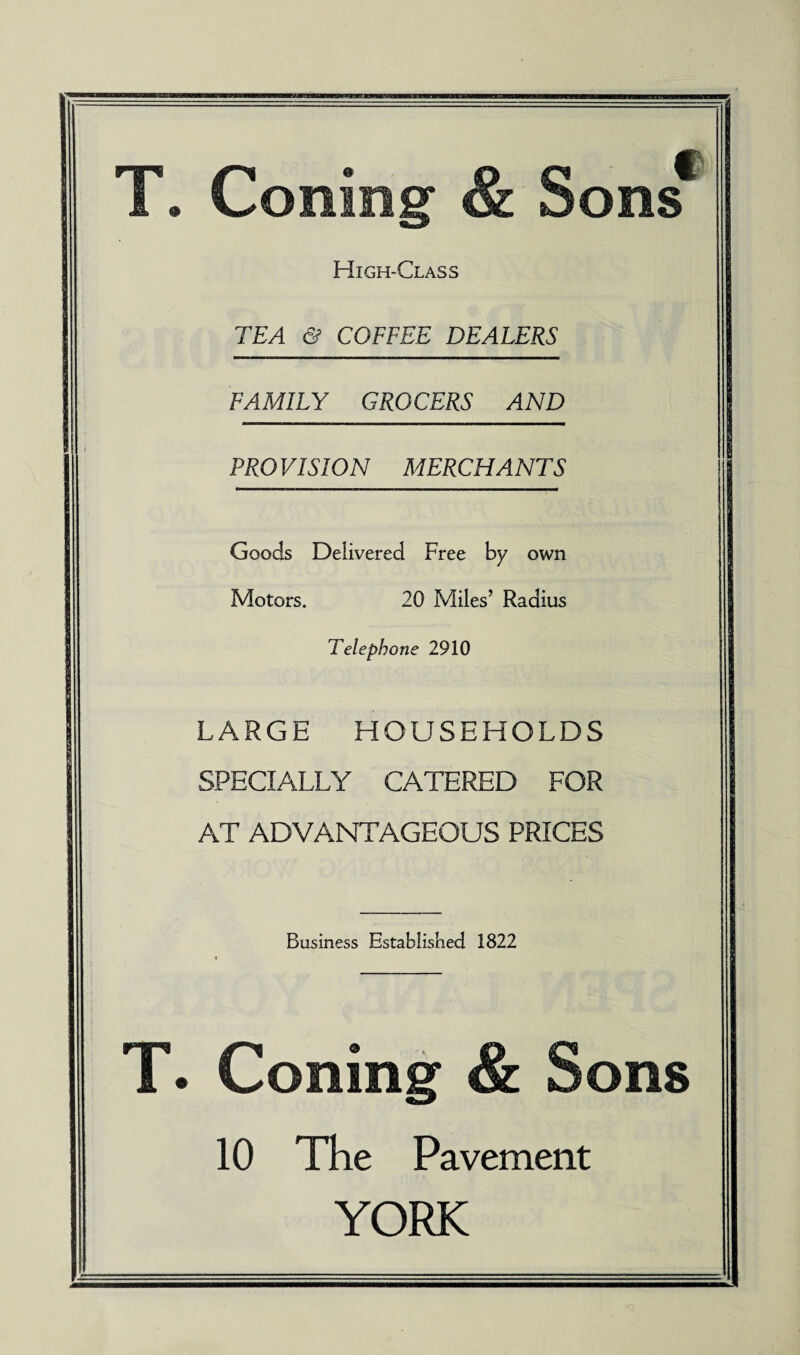 T. Coning & Sons
HIGH-CLASS
TEA & COFFEE DEALERS
FAMILY GROCERS AND
PROVISION MERCHANTS
Goods Delivered Free by own
Motors. 20 Miles' Radius
Telephone 2910
LARGE HOUSEHOLDS
SPECIALLY CATERED FOR
AT ADVANTAGEOUS PRICES
Business Established 1822
T. Coning & Sons
10 The Pavement
YORK